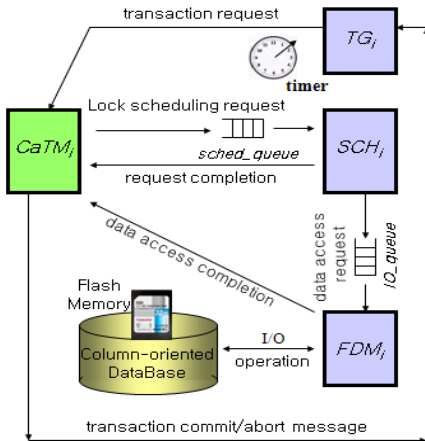 transaction request
TGi
timer
Lock scheduling request
CaTMi
sched_queue
SCHi
request completion
data access completion
data access
request
IO_queue
Flash
Memory
I/O
operation
FDMi
Column-oriented
DataBase
transaction commit/abort message